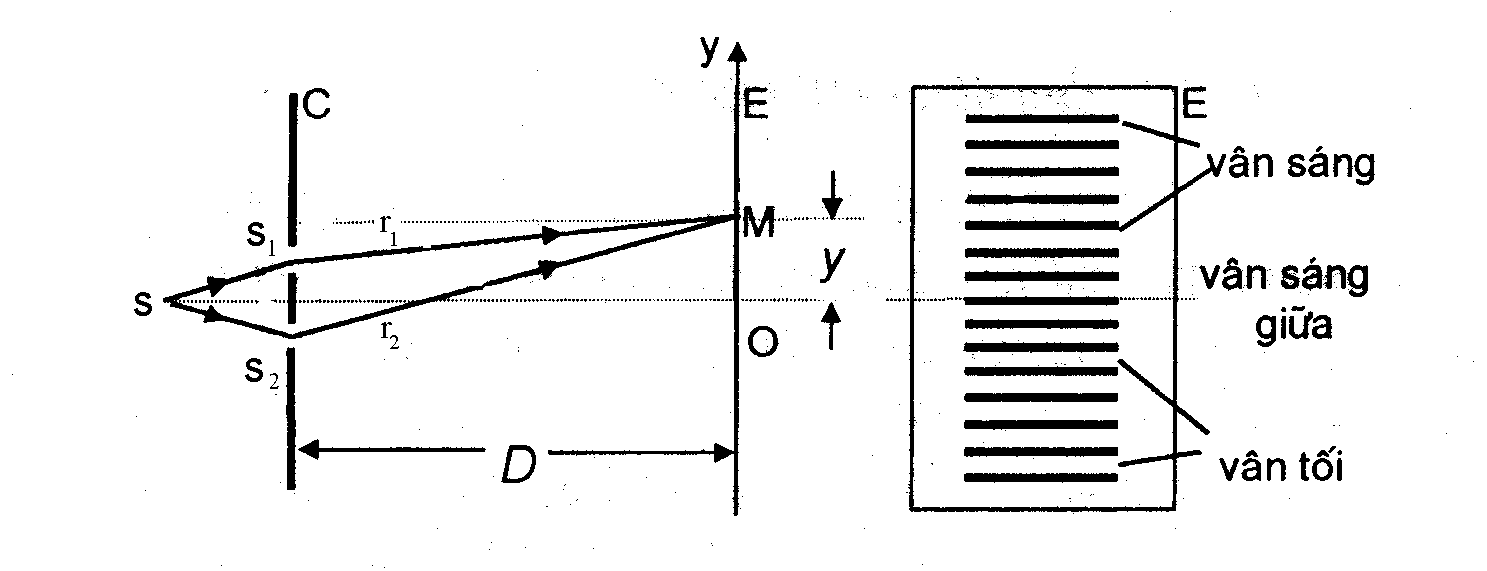 y
C
E
S₁
r₁
M
y
S
r₂
O
S₂
D
E
vân sáng
vân sáng
giữa
vân tối